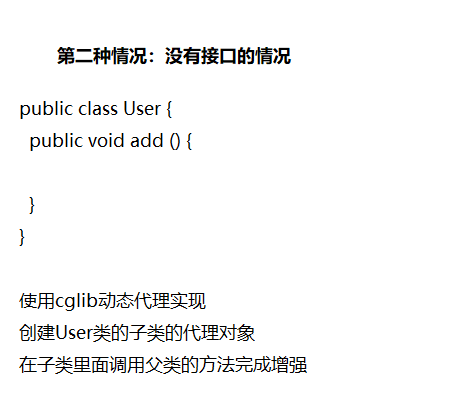 第二种情况：没有接口的情况
public class User {
public void add () {
}
}
使用cglib动态代理实现
创建User类的子类的代理对象
在子类里面调用父类的方法完成增强